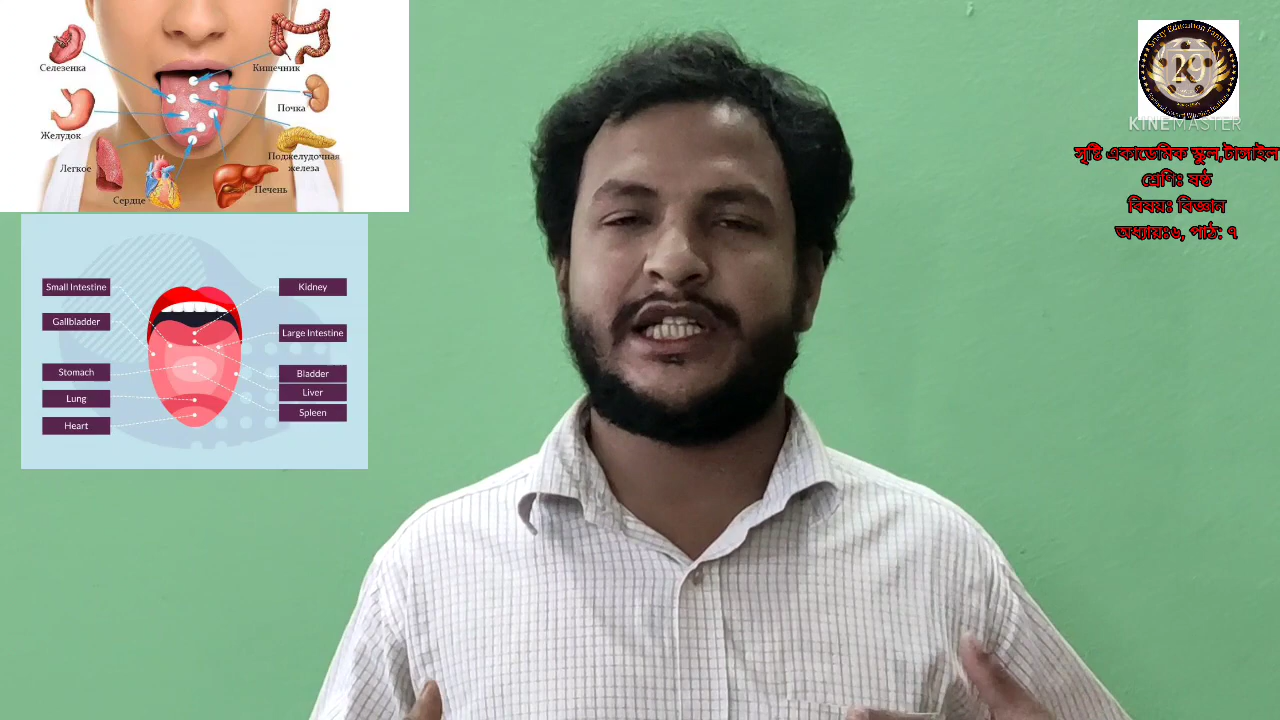 Селезенка
Кишечник
Почка
Желудок
Поджелудочная
железа
Легкое
Печень
Сердце
Small Intestine
Kidney
Gallbladder
Large Intestine
Stomach
Bladder
Liver
Lung
Spleen
Heart
29
KINEMASTER
সৃষ্টি একাডেমিক স্কুল,টাঙ্গাইল
শ্রেণিঃ ষষ্ঠ
বিষয়ঃ বিজ্ঞান
অধ্যায়ঃ৬, পাঠ: ৭